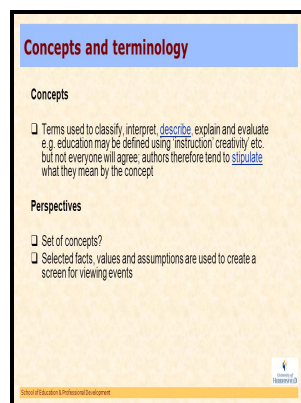 Concepts and terminology
Concepts
❑ Terms used to classify, interpret, describe, explain and evaluate
e.g. education may be defined using 'instruction' creativity' etc.
but not everyone will agree; authors therefore tend to stipulate
what they mean by the concept
Perspectives
❑ Set of concepts?
❑ Selected facts, values and assumptions are used to create a
screen for viewing events
University of
HUDDERSFIELD
School of Education & Professional Development